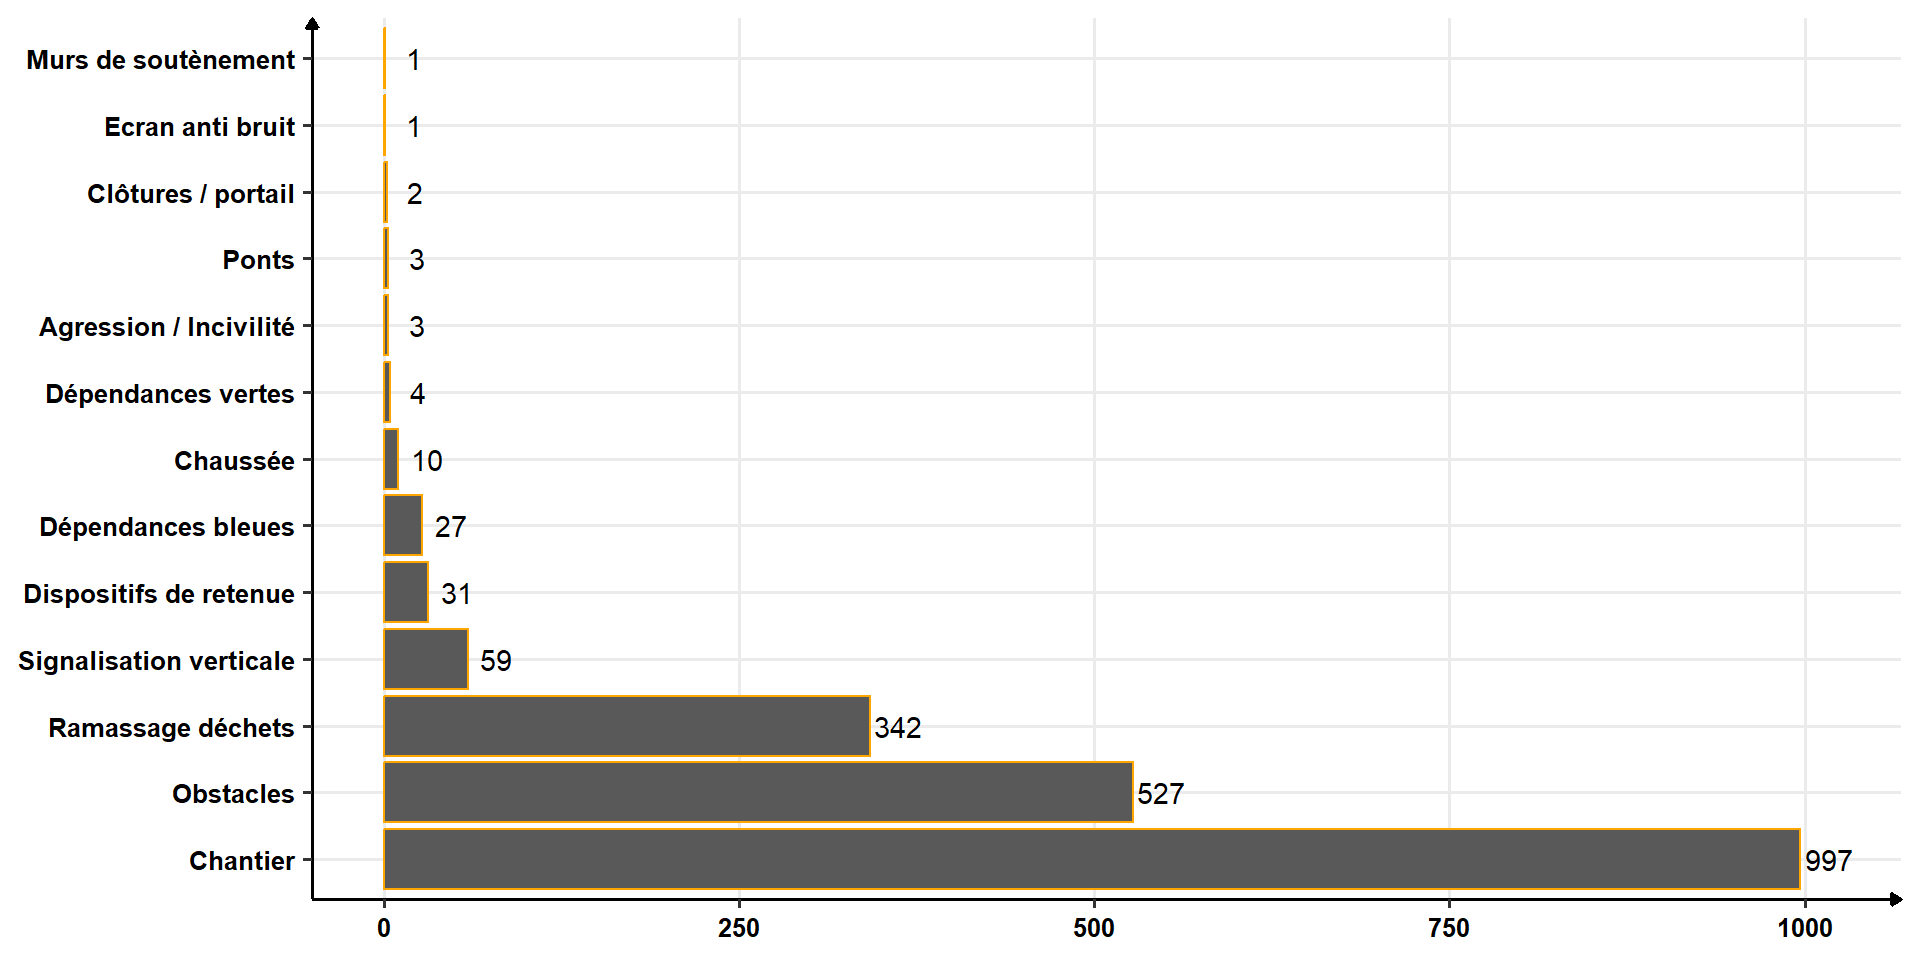 Murs de soutènement 1
Ecran anti bruit 1
Clôtures / portail 2
Ponts 3
Agression / Incivilité 3
Dépendances vertes 4
Chaussée 10
Dépendances bleues 27
Dispositifs de retenue 31
Signalisation verticale 59
Ramassage déchets 342
Obstacles 527
Chantier 997
0 250 500 750 1000